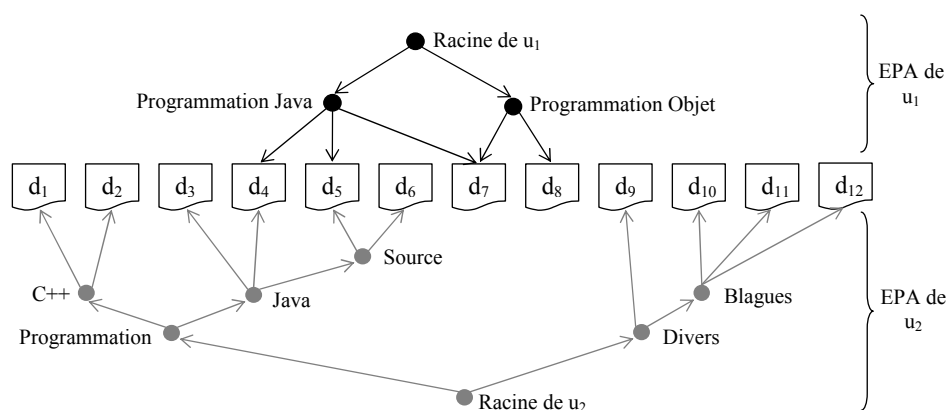 Racine de u₁
EPA de
u₁
Programmation Java
Programmation Objet
d₁ d₂ d₃ d₄ d₅ d₆ d₇ d₈ d₉ d₁₀ d₁₁ d₁₂
Source
C++
Java
Blagues
EPA de
u₂
Programmation
Divers
Racine de u₂